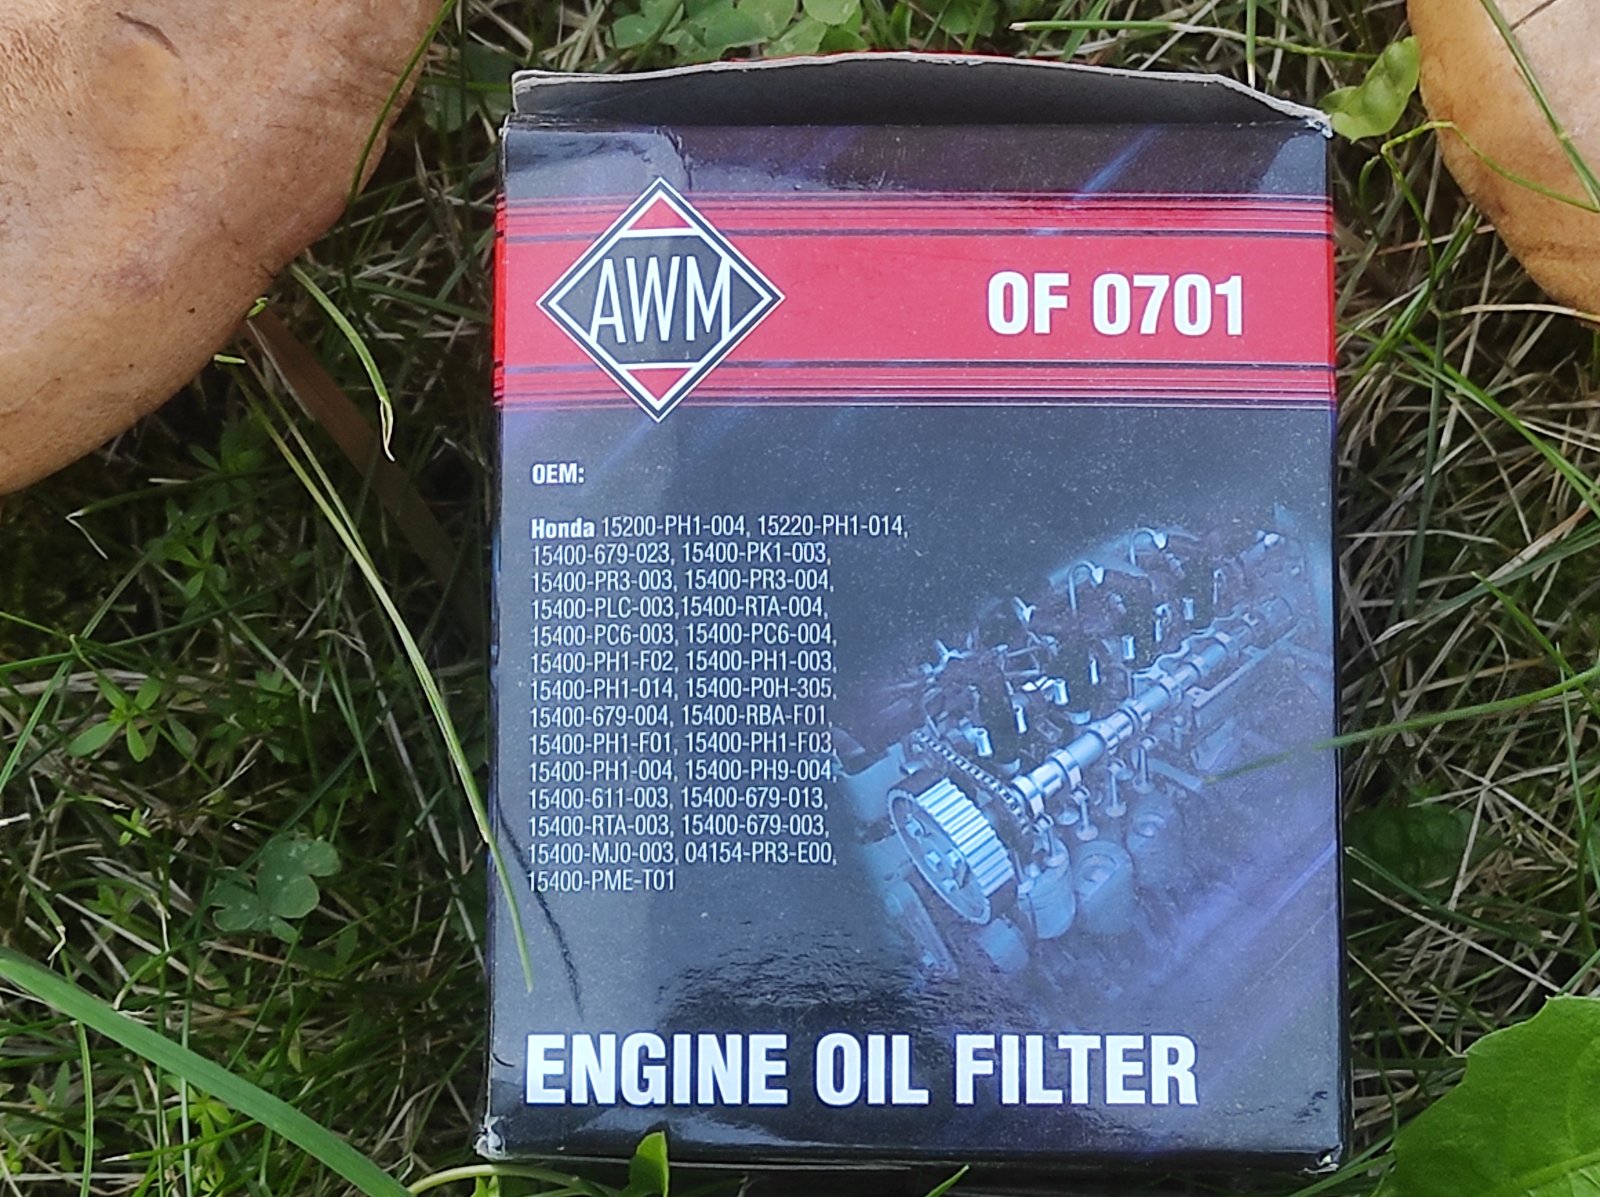 AWM
OF 0701
OEM:
Honda 15200-PH1-004, 15220-PH1-014,
15400-679-023, 15400-PK1-003,
15400-PR3-003, 15400-PR3-004,
15400-PLC-003,15400-RTA-004,
15400-PC6-003, 15400-PC6-004,
15400-PH1-F02, 15400-PH1-003,
15400-PH1-014, 15400-P0H-305,
15400-679-004, 15400-RBA-F01,
15400-PH1-F01, 15400-PH1-F03,
15400-PH1-004, 15400-PH9-004,
15400-611-003, 15400-679-013,
15400-RTA-003, 15400-679-003,
15400-MJ0-003, 04154-PR3-E00,
15400-PME-T01
ENGINE OIL FILTER